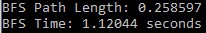 BFS Path Length: 0.258597
BFS Time: 1.12044 seconds